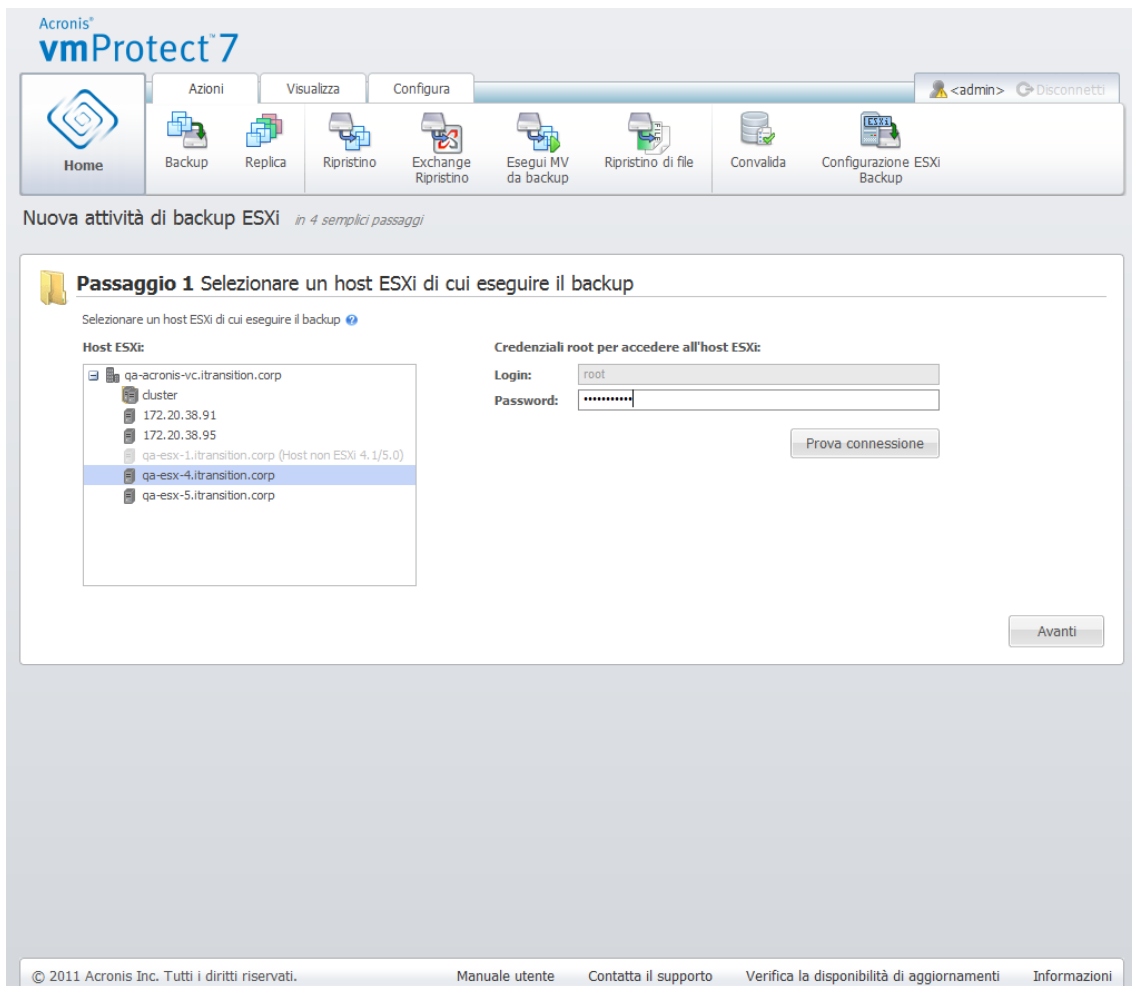 Acronis®
vmProtect™7
Azioni
Visualizza
Configura
<admin>
Disconnetti
Home
Backup
Replica
Ripristino
Exchange
Ripristino
Esegui MV
da backup
Ripristino di file
Convalida
Configurazione ESXi
Backup
Nuova attività di backup ESXi in 4 semplici passaggi
Passaggio 1 Selezionare un host ESXi di cui eseguire il backup
Selezionare un host ESXi di cui eseguire il backup
Host ESXi:
qa-acronis-vc.itransition.corp
cluster
172.20.38.91
172.20.38.95
qa-esx-1.itransition.corp (Host non ESXi 4.1/5.0)
qa-esx-4.itransition.corp
qa-esx-5.itransition.corp
Credenziali root per accedere all'host ESXi:
Login: root
Password: •••••••••••
Prova connessione
Avanti
© 2011 Acronis Inc. Tutti i diritti riservati.
Manuale utente
Contatta il supporto
Verifica la disponibilità di aggiornamenti
Informazioni